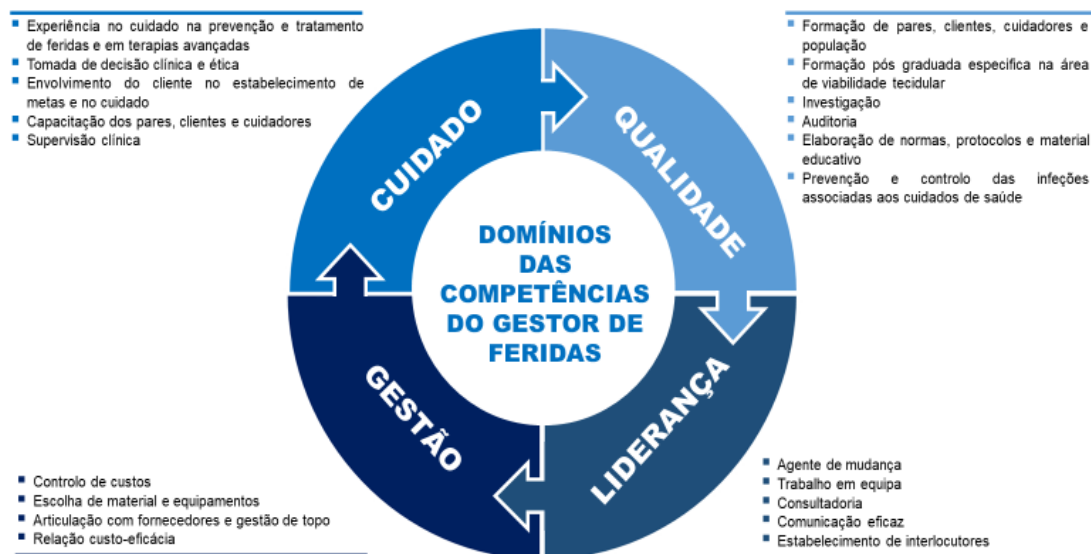 Experiência no cuidado na prevenção e tratamento
de feridas e em terapias avançadas
Tomada de decisão clínica e ética
Envolvimento do cliente no estabelecimento de
metas e no cuidado
Capacitação dos pares, clientes e cuidadores
Supervisão clínica
Formação de pares, clientes, cuidadores e
população
Formação pós graduada especifica na área
de viabilidade tecidular
Investigação
Auditoria
Elaboração de normas, protocolos e material
educativo
Prevenção e controlo das infeções
associadas aos cuidados de saúde
CUIDADO
QUALIDADE
DOMÍNIOS
DAS
COMPETÊNCIAS
DO GESTOR DE
FERIDAS
GESTÃO
LIDERANÇA
Controlo de custos
Escolha de material e equipamentos
Articulação com fornecedores e gestão de topo
Relação custo-eficácia
Agente de mudança
Trabalho em equipa
Consultadoria
Comunicação eficaz
Estabelecimento de interlocutores